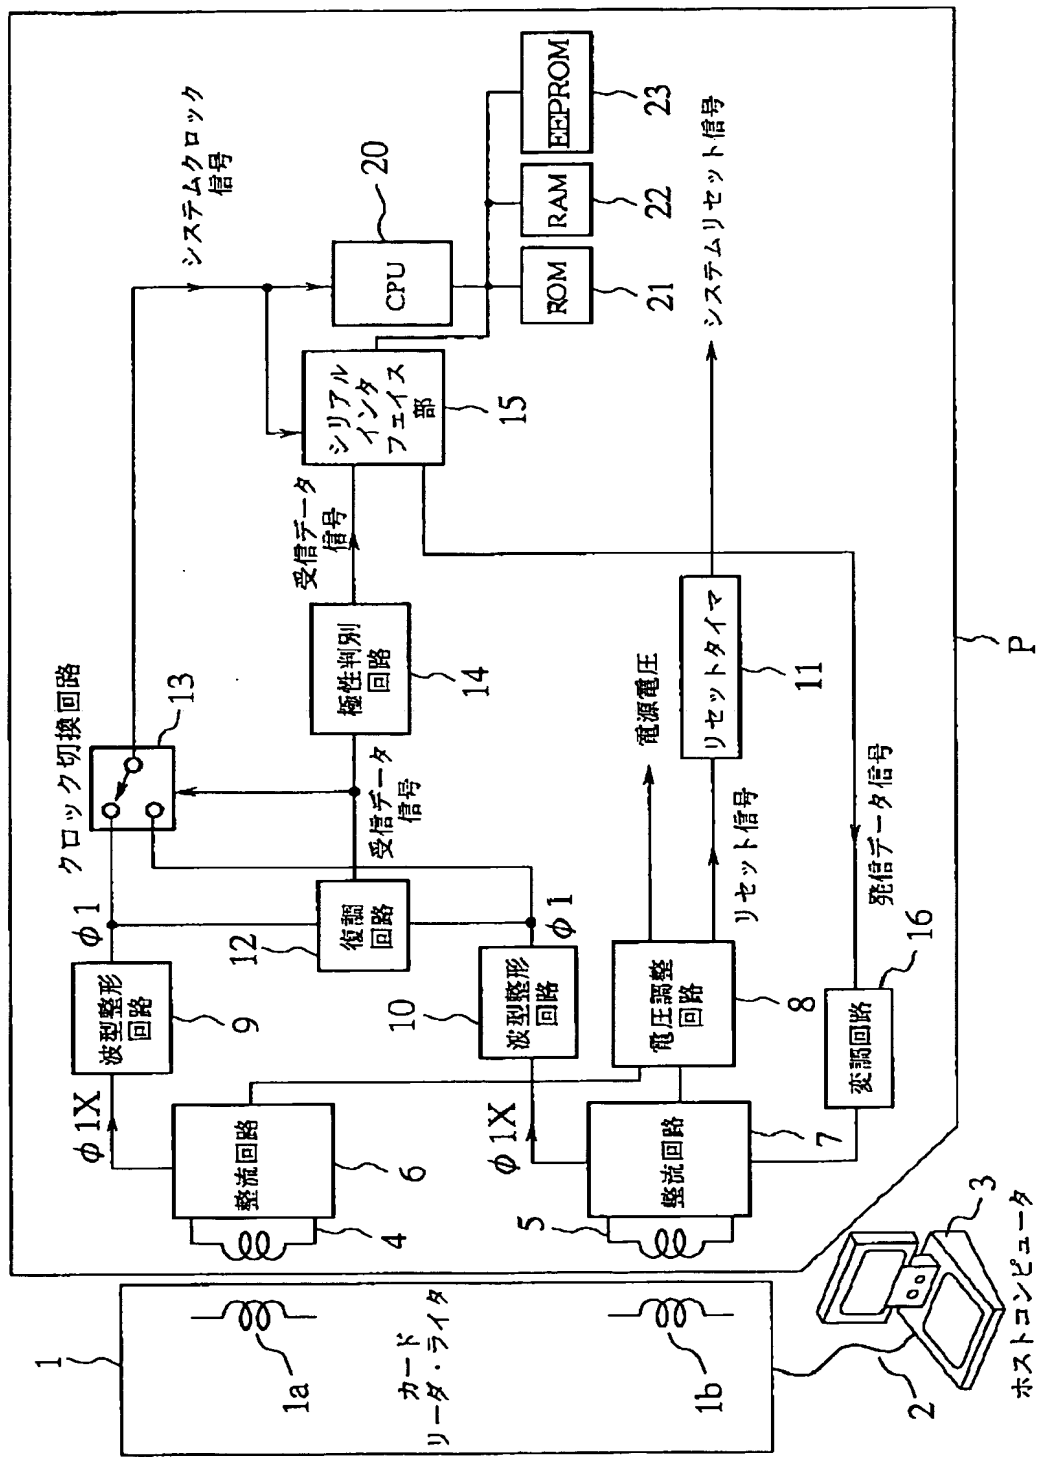 1
1a
カード
リーダ・ライタ
1b
2
3
ホストコンピュータ
4
整流回路
6
φ1X
波型整形
回路
9
φ1
クロック切換回路
13
システムクロック
信号
12
復調
回路
受信データ
信号
極性判別
回路
14
受信データ
信号
シリアル
インタ
フェイス
部
15
CPU
20
ROM
21
RAM
22
EEPROM
23
5
整流回路
7
φ1X
10
波型整形
回路
φ1
電圧調整
回路
8
電源電圧
リセット信号
リセットタイマ
11
システムリセット信号
変調回路
16
発信データ信号
P